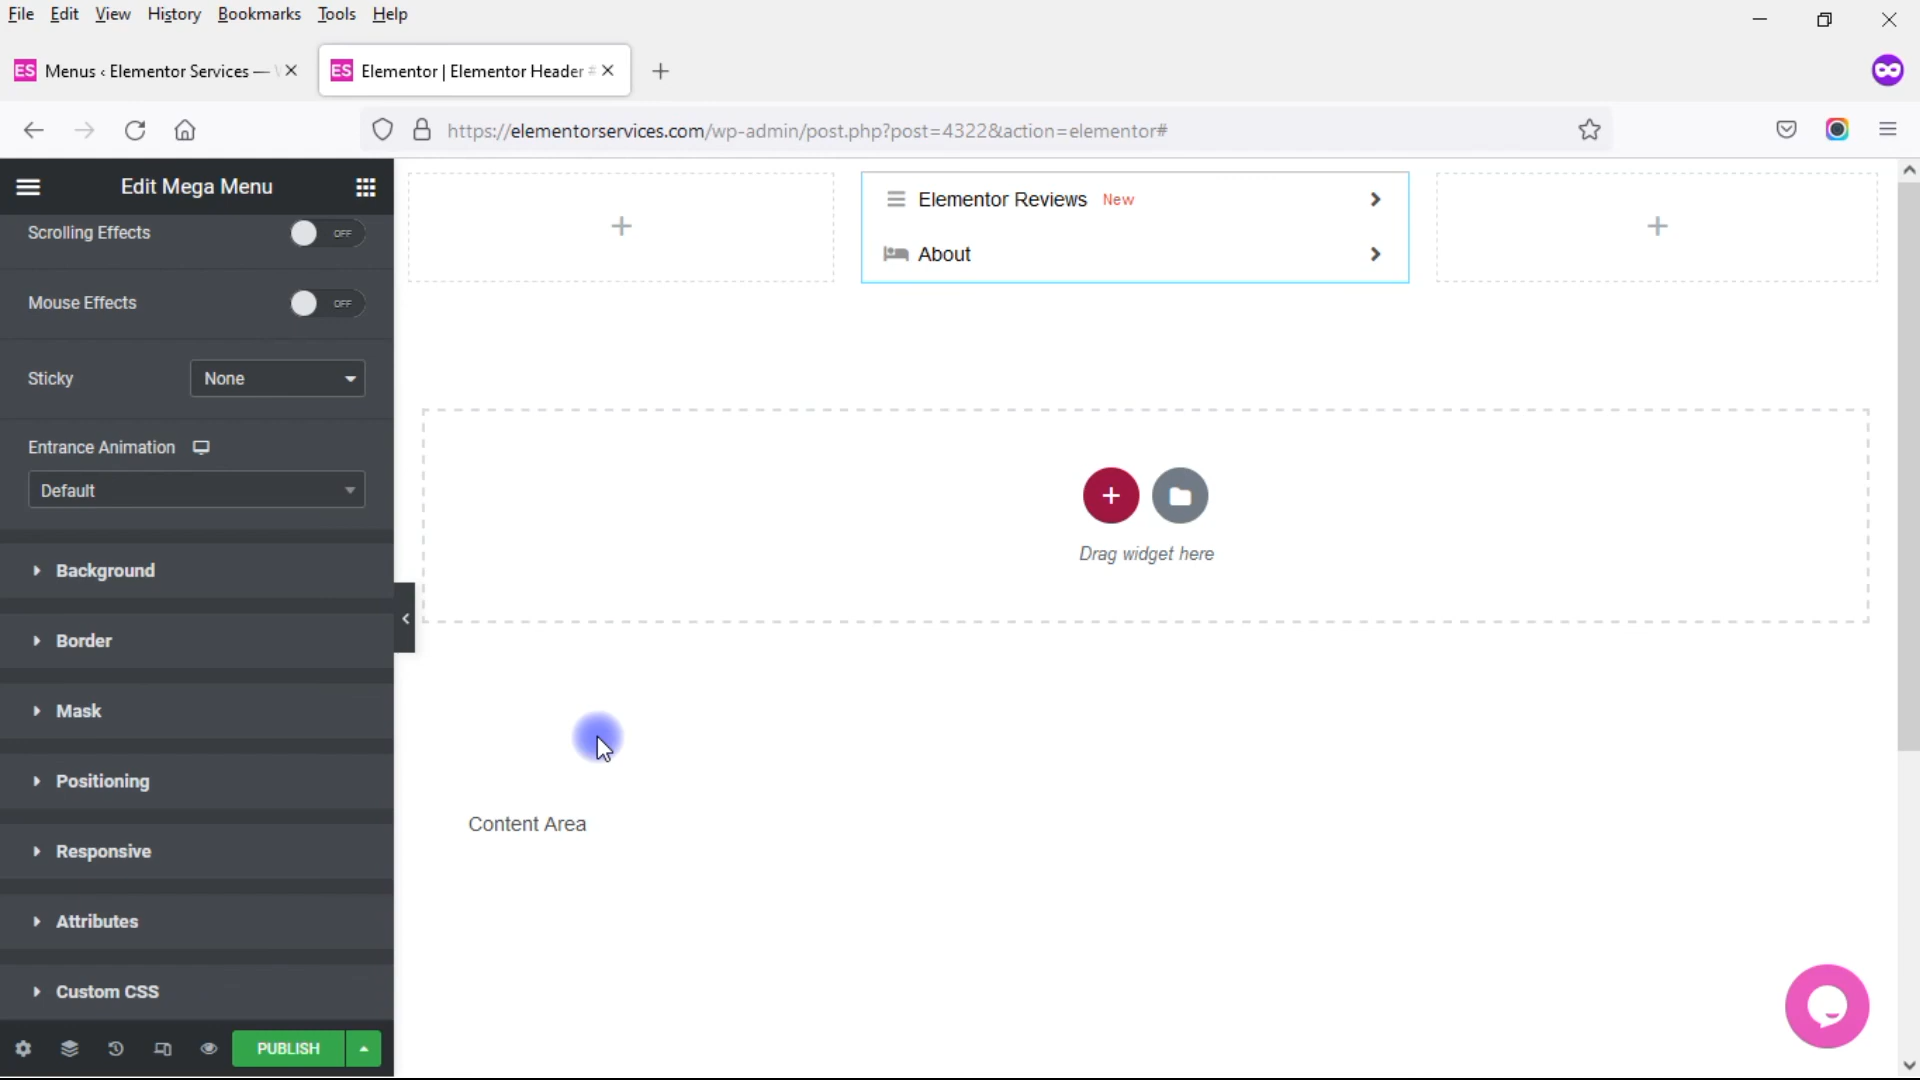 File Edit View History Bookmarks Tools Help
ES Menus ‹ Elementor Services —
ES Elementor | Elementor Header #
https://elementorservices.com/wp-admin/post.php?post=4322&action=elementor#
Edit Mega Menu
Scrolling Effects OFF
Mouse Effects OFF
Sticky None
Entrance Animation
Default
Background
Border
Mask
Positioning
Responsive
Attributes
Custom CSS
PUBLISH
Elementor Reviews New
About
Drag widget here
Content Area